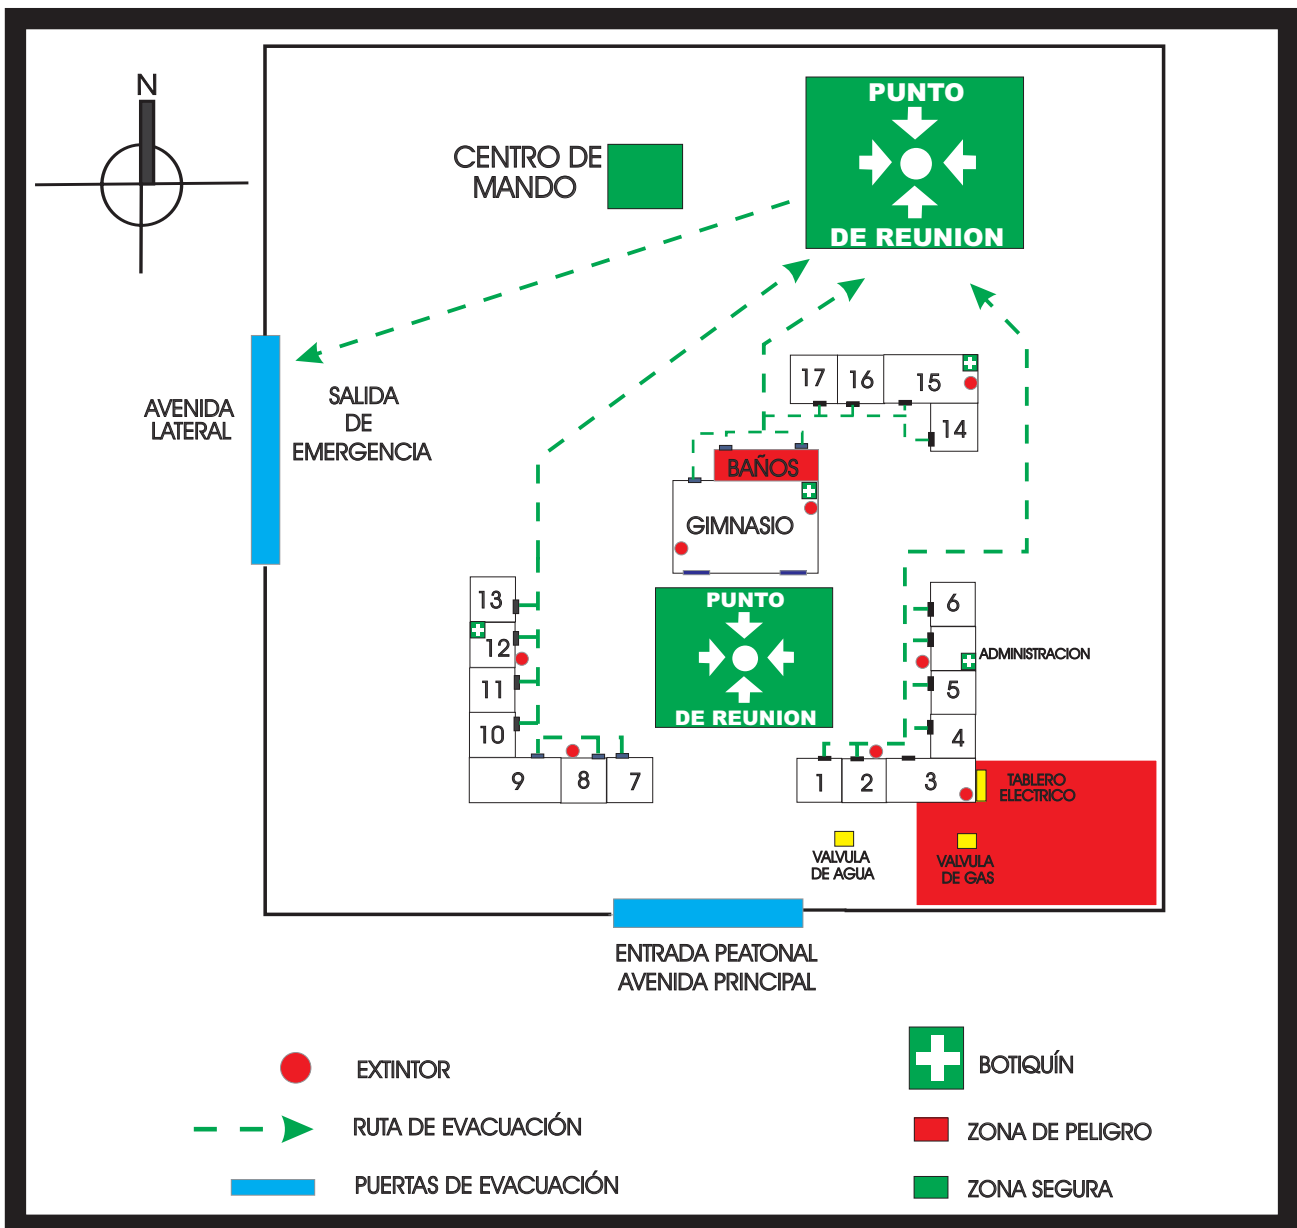 N
PUNTO
DE REUNION
CENTRO DE
MANDO
AVENIDA
LATERAL
SALIDA
DE
EMERGENCIA
17
16
15
14
BAÑOS
GIMNASIO
PUNTO
DE REUNION
13
12
11
10
9
8
7
6
ADMINISTRACION
5
4
1
2
3
TABLERO
ELECTRICO
VALVULA
DE AGUA
VALVULA
DE GAS
ENTRADA PEATONAL
AVENIDA PRINCIPAL
EXTINTOR
RUTA DE EVACUACIÓN
PUERTAS DE EVACUACIÓN
BOTIQUÍN
ZONA DE PELIGRO
ZONA SEGURA